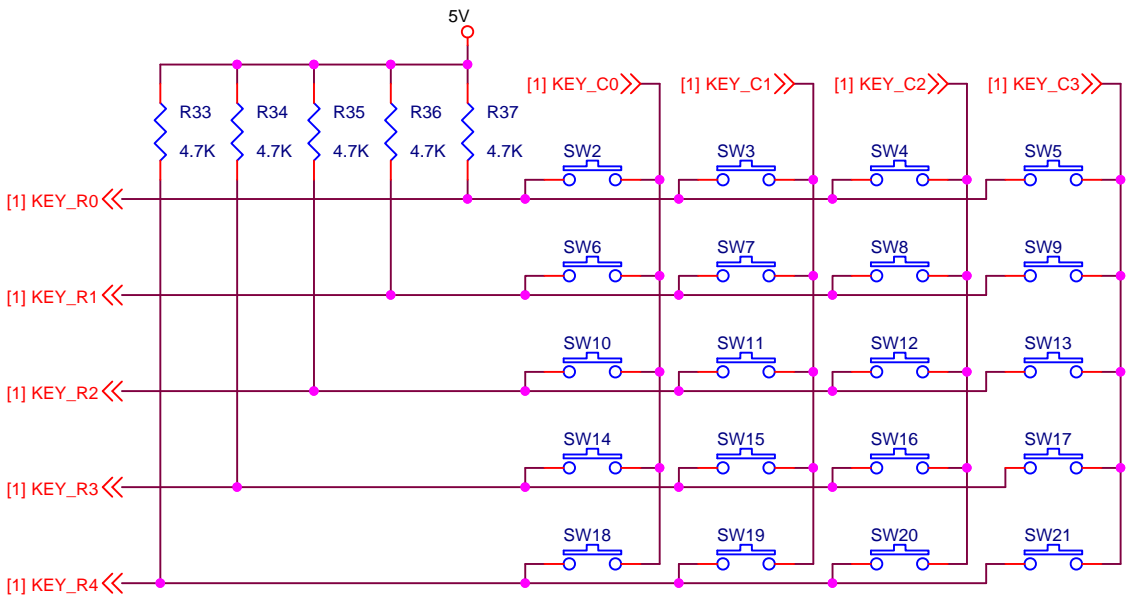 5V
[1] KEY_C0 [1] KEY_C1 [1] KEY_C2 [1] KEY_C3
R33 R34 R35 R36 R37
4.7K 4.7K 4.7K 4.7K 4.7K
SW2 SW3 SW4 SW5
[1] KEY_R0
SW6 SW7 SW8 SW9
[1] KEY_R1
SW10 SW11 SW12 SW13
[1] KEY_R2
SW14 SW15 SW16 SW17
[1] KEY_R3
SW18 SW19 SW20 SW21
[1] KEY_R4